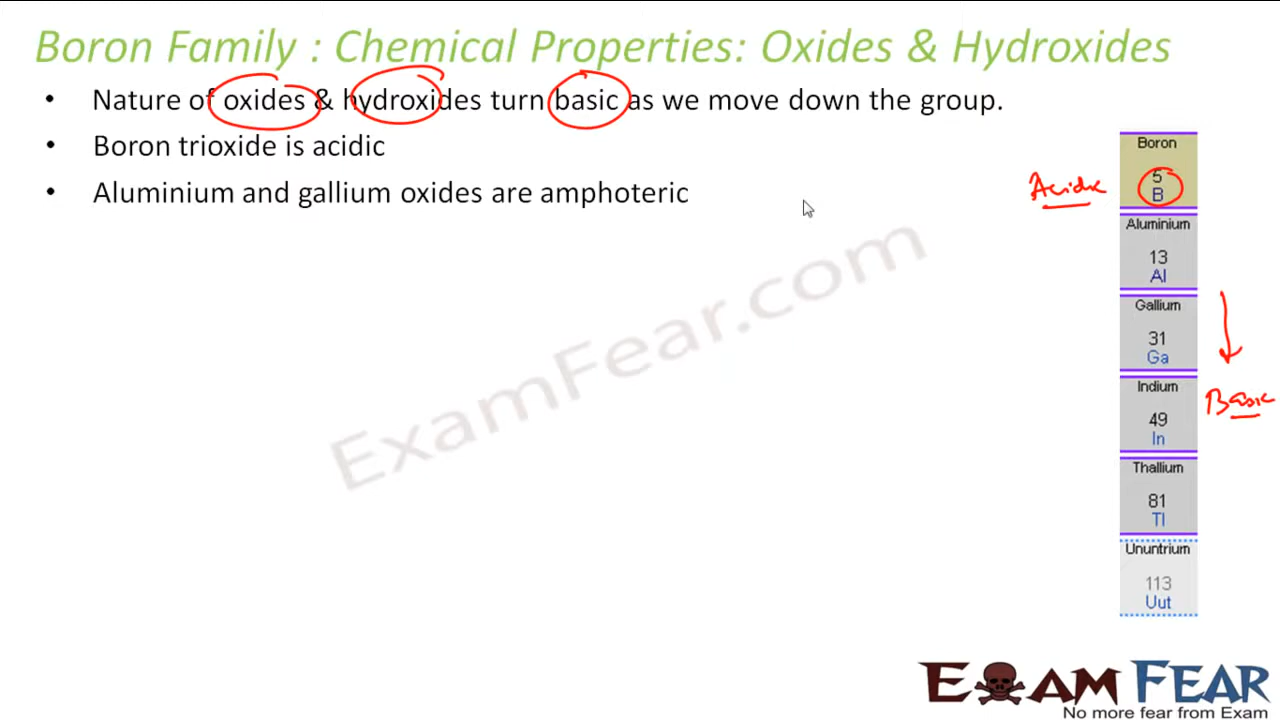 Boron Family : Chemical Properties: Oxides & Hydroxides
• Nature of oxides & hydroxides turn basic as we move down the group.
• Boron trioxide is acidic
• Aluminium and gallium oxides are amphoteric
Acidic
Boron
5
B
Aluminium
13
Al
Gallium
31
Ga
Basic
Indium
49
In
Thallium
81
Tl
Ununtrium
113
Uut
ExamFear.com
EXAM FEAR
No more fear from Exam